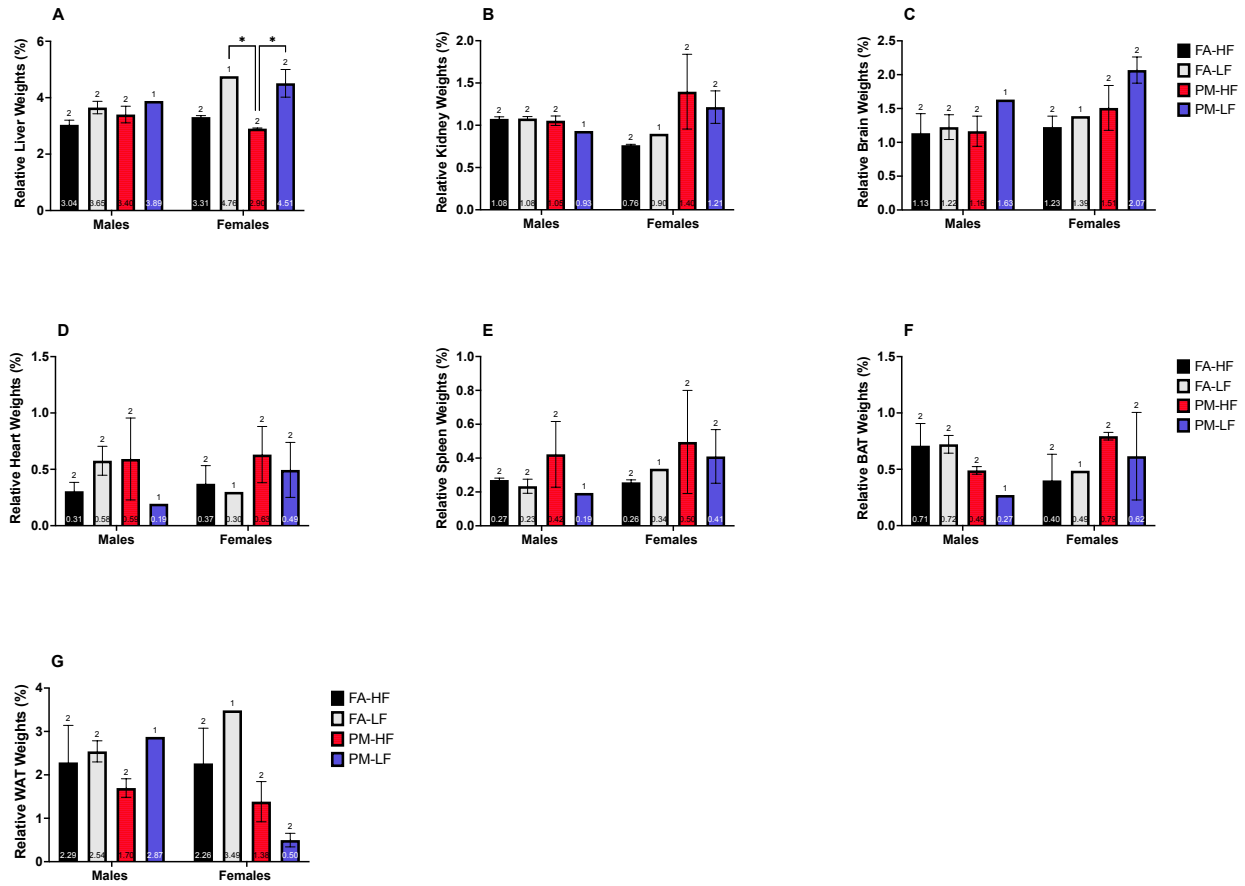 A
Relative Liver Weights (%)
6
4
2
0
2 2 2 1 2 1 2 2
* *
3.04 3.65 3.40 3.89 3.31 4.76 2.90 4.51
Males Females
B
Relative Kidney Weights (%)
2.0
1.5
1.0
0.5
0.0
2 2 2 1 2 1 2 2
1.08 1.08 1.05 0.93 0.76 0.90 1.40 1.21
Males Females
C
Relative Brain Weights (%)
2.5
2.0
1.5
1.0
0.5
0.0
2 2 2 1 2 1 2 2
1.13 1.22 1.16 1.63 1.23 1.39 1.51 2.07
Males Females
FA-HF
FA-LF
PM-HF
PM-LF
D
Relative Heart Weights (%)
1.5
1.0
0.5
0.0
2 2 2 1 2 1 2 2
0.31 0.58 0.59 0.19 0.37 0.30 0.63 0.49
Males Females
E
Relative Spleen Weights (%)
1.0
0.8
0.6
0.4
0.2
0.0
2 2 2 1 2 1 2 2
0.27 0.23 0.42 0.19 0.26 0.34 0.50 0.41
Males Females
F
Relative BAT Weights (%)
1.5
1.0
0.5
0.0
2 2 2 1 2 1 2 2
0.71 0.72 0.49 0.27 0.40 0.49 0.79 0.62
Males Females
FA-HF
FA-LF
PM-HF
PM-LF
G
Relative WAT Weights (%)
4
3
2
1
0
2 2 2 1 2 1 2 2
2.29 2.54 1.70 2.87 2.26 3.49 1.38 0.50
Males Females
FA-HF
FA-LF
PM-HF
PM-LF